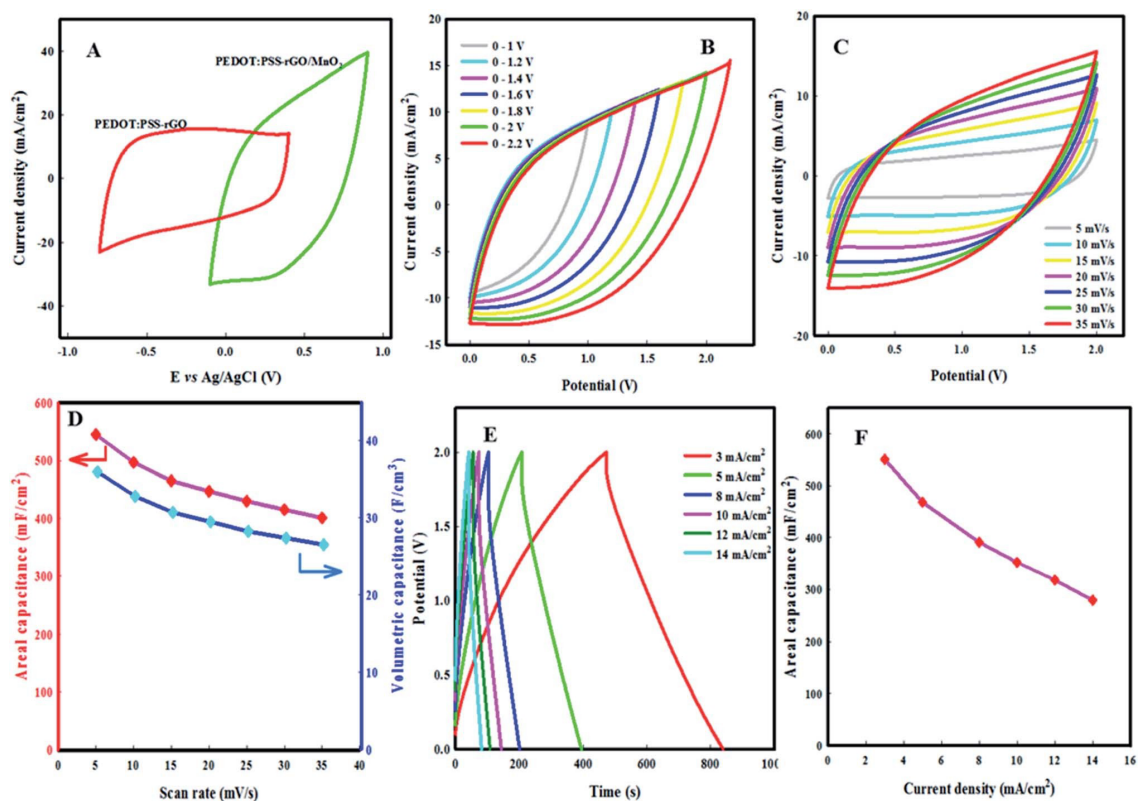 A
PEDOT:PSS-rGO/MnO2
PEDOT:PSS-rGO
Current density (mA/cm2)
40
20
0
-20
-40
-1.0 -0.5 0.0 0.5 1.0
E vs Ag/AgCl (V)
B
0 - 1 V
0 - 1.2 V
0 - 1.4 V
0 - 1.6 V
0 - 1.8 V
0 - 2 V
0 - 2.2 V
Current density (mA/cm2)
20
15
10
5
0
-5
-10
-15
0.0 0.5 1.0 1.5 2.0
Potential (V)
C
Current density (mA/cm2)
20
10
0
-10
-20
5 mV/s
10 mV/s
15 mV/s
20 mV/s
25 mV/s
30 mV/s
35 mV/s
0.0 0.5 1.0 1.5 2.0
Potential (V)
D
Areal capacitance (mF/cm2)
600
500
400
300
200
100
0
Volumetric capacitance (F/cm3)
40
30
20
10
0
0 5 10 15 20 25 30 35 40
Scan rate (mV/s)
E
3 mA/cm2
5 mA/cm2
8 mA/cm2
10 mA/cm2
12 mA/cm2
14 mA/cm2
Potential (V)
2.0
1.5
1.0
0.5
0.0
0 200 400 600 800
Time (s)
F
Areal capacitance (mF/cm2)
600
500
400
300
200
100
0
0 2 4 6 8 10 12 14 16
Current density (mA/cm2)